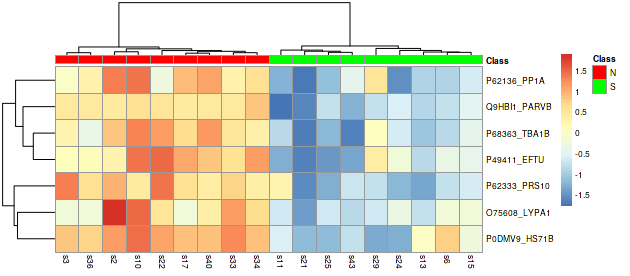 Class
P62136_PP1A
Q9HBI1_PARVB
P68363_TBA1B
P49411_EFTU
P62333_PRS10
O75608_LYPA1
P0DMV9_HS71B
s3 s36 s2 s10 s22 s17 s40 s33 s34 s11 s21 s25 s43 s29 s24 s13 s6 s15
1.5
1
0.5
0
-0.5
-1
-1.5
Class
N
S